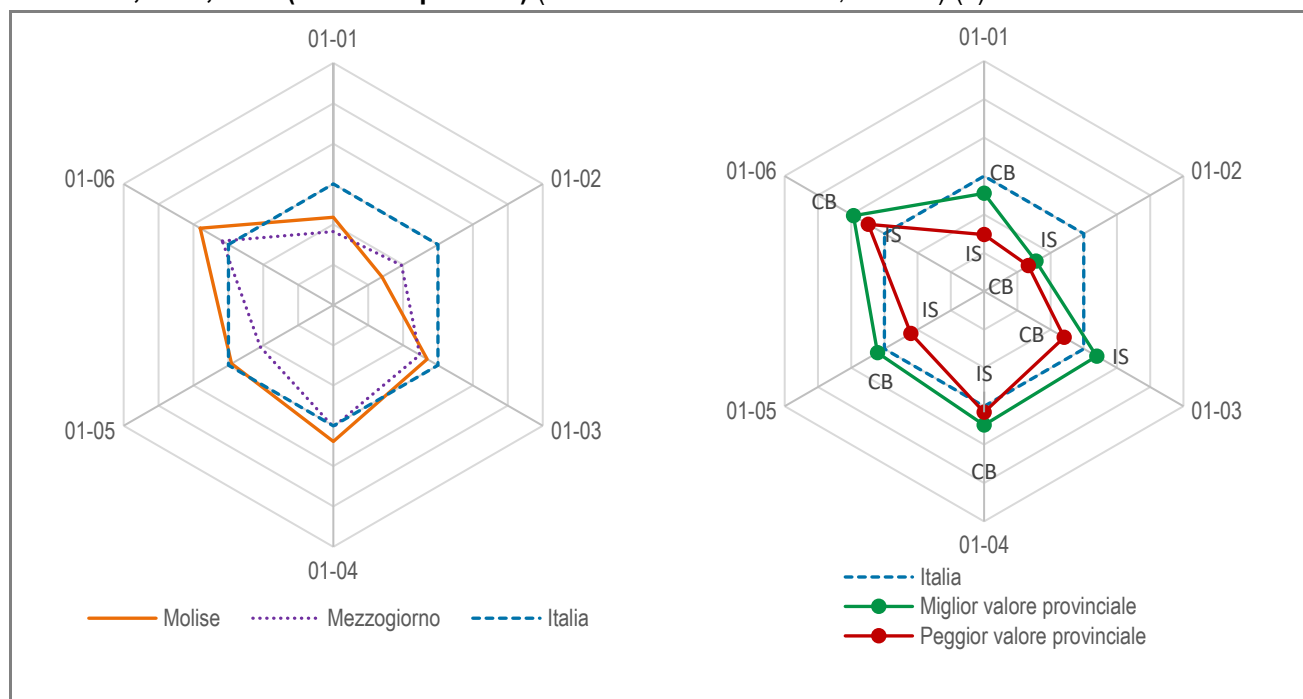 01-01
01-02
01-03
01-04
01-05
01-06
Molise
Mezzogiorno
Italia
01-01
01-02
01-03
01-04
01-05
01-06
CB
IS
IS
CB
IS
CB
IS
CB
IS
CB
IS
CB
Italia
Miglior valore provinciale
Peggior valore provinciale